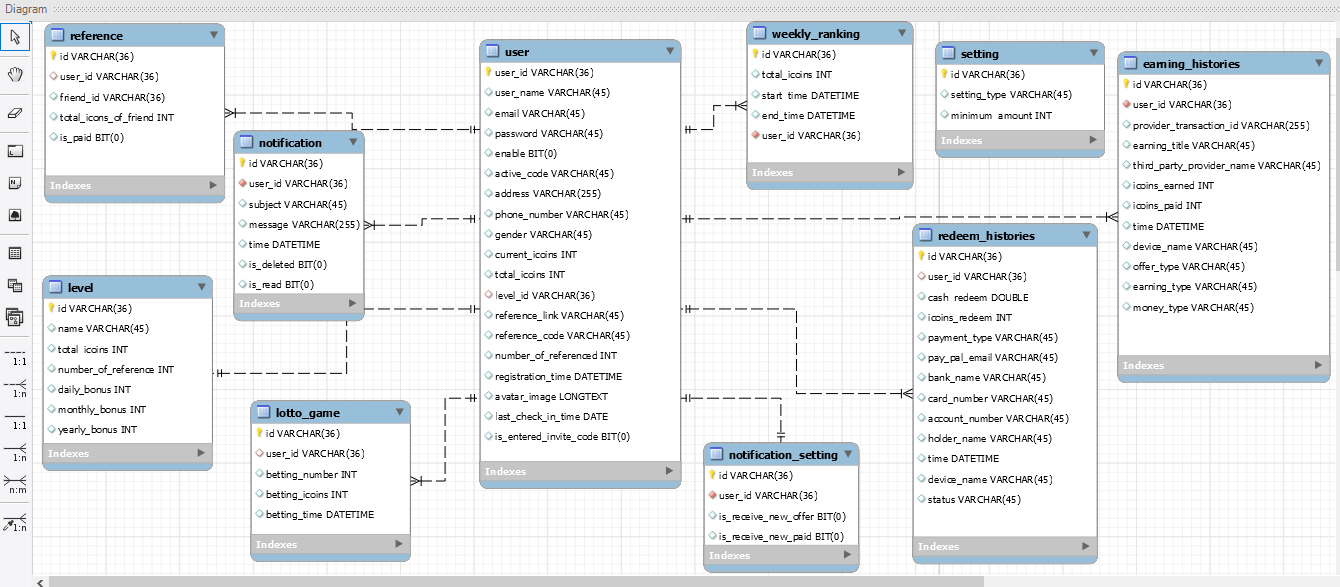 Diagram
reference
id VARCHAR(36)
user_id VARCHAR(36)
friend_id VARCHAR(36)
total_icons_of_friend INT
is_paid BIT(0)
Indexes
notification
id VARCHAR(36)
user_id VARCHAR(36)
subject VARCHAR(45)
message VARCHAR(255)
time DATETIME
is_deleted BIT(0)
is_read BIT(0)
Indexes
level
id VARCHAR(36)
name VARCHAR(45)
total_icoins INT
number_of_reference INT
daily_bonus INT
monthly_bonus INT
yearly_bonus INT
Indexes
lotto_game
id VARCHAR(36)
user_id VARCHAR(36)
betting_number INT
betting_icoins INT
betting_time DATETIME
Indexes
user
user_id VARCHAR(36)
user_name VARCHAR(45)
email VARCHAR(45)
password VARCHAR(45)
enable BIT(0)
active_code VARCHAR(45)
address VARCHAR(255)
phone_number VARCHAR(45)
gender VARCHAR(45)
current_icoins INT
total_icoins INT
level_id VARCHAR(36)
reference_link VARCHAR(45)
reference_code VARCHAR(45)
number_of_referenced INT
registration_time DATETIME
avatar_image LONGTEXT
last_check_in_time DATE
is_entered_invite_code BIT(0)
Indexes
weekly_ranking
id VARCHAR(36)
total_icoins INT
start_time DATETIME
end_time DATETIME
user_id VARCHAR(36)
Indexes
setting
id VARCHAR(36)
setting_type VARCHAR(45)
minimum_amount INT
Indexes
earning_histories
id VARCHAR(36)
user_id VARCHAR(36)
provider_transaction_id VARCHAR(255)
earning_title VARCHAR(45)
third_party_provider_name VARCHAR(45)
icoins_earned INT
icoins_paid INT
time DATETIME
device_name VARCHAR(45)
offer_type VARCHAR(45)
earning_type VARCHAR(45)
money_type VARCHAR(45)
Indexes
redeem_histories
id VARCHAR(36)
user_id VARCHAR(36)
cash_redeem DOUBLE
icoins_redeem INT
payment_type VARCHAR(45)
pay_pal_email VARCHAR(45)
bank_name VARCHAR(45)
card_number VARCHAR(45)
account_number VARCHAR(45)
holder_name VARCHAR(45)
time DATETIME
device_name VARCHAR(45)
status VARCHAR(45)
Indexes
notification_setting
id VARCHAR(36)
user_id VARCHAR(36)
is_receive_new_offer BIT(0)
is_receive_new_paid BIT(0)
Indexes
1:1
1:n
1:1
1:n
n:m
1:n